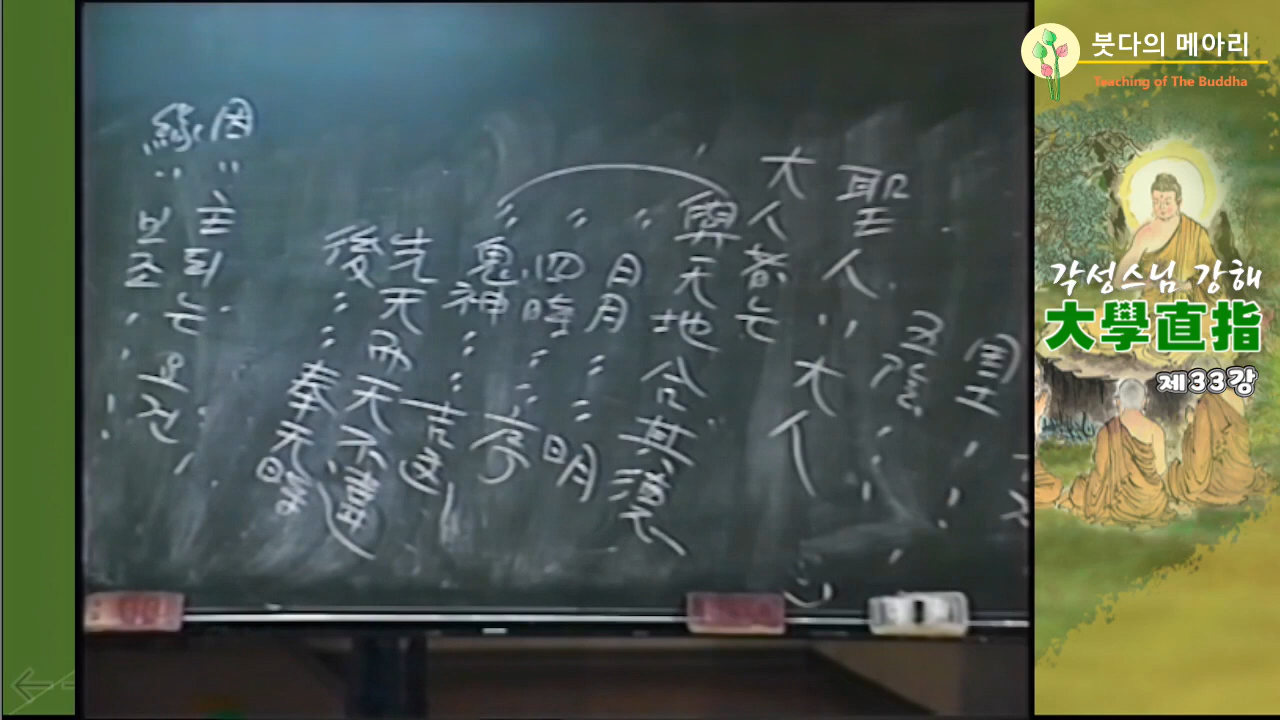 聖人 〃 大人
大人者는
與天地合其德
〃 日月 〃〃 明
〃 四時 〃〃 序
〃 鬼神 〃〃 吉凶
先天而天不違
後 〃〃 奉天時
因 〃 主되는
緣 〃 보조 요건
붓다의 메아리
Teaching of The Buddha
각성스님 강해
大學直指
제33강